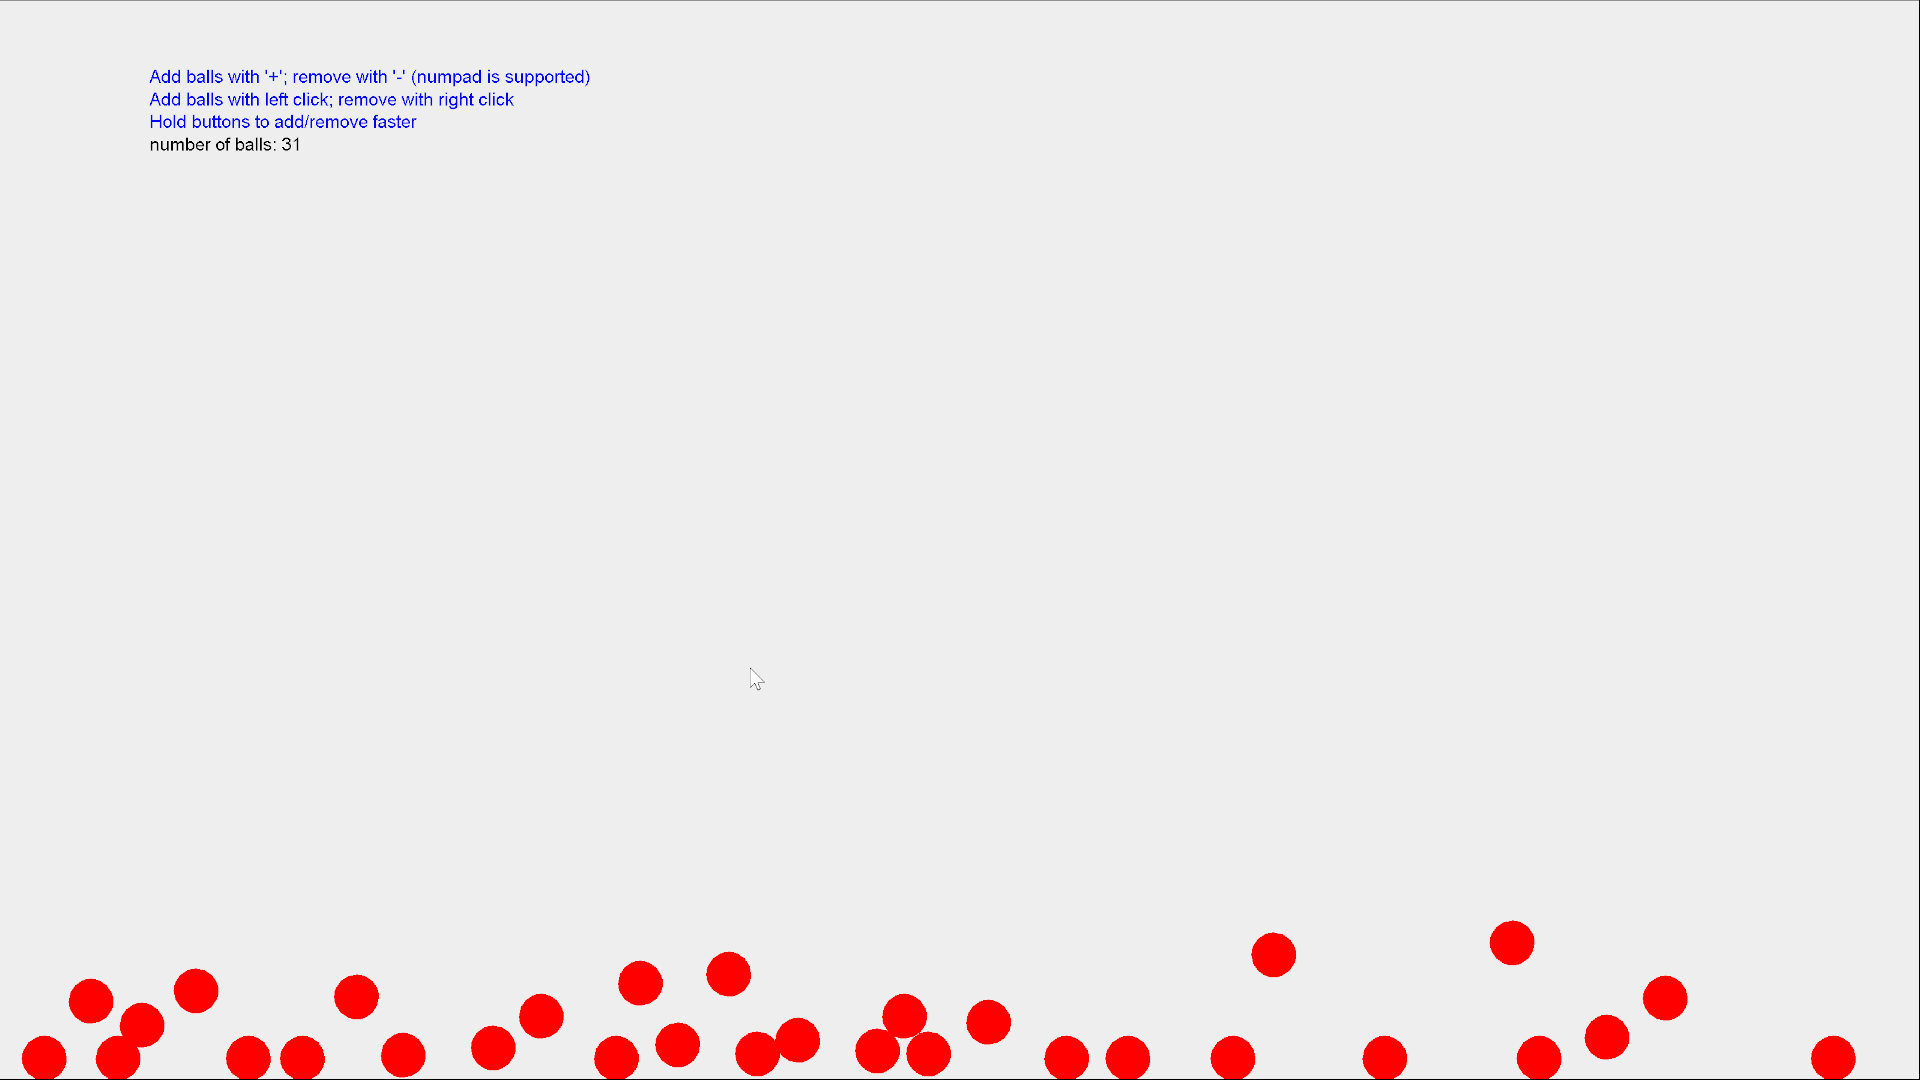 Add balls with '+'; remove with '-' (numpad is supported)
Add balls with left click; remove with right click
Hold buttons to add/remove faster
number of balls: 31